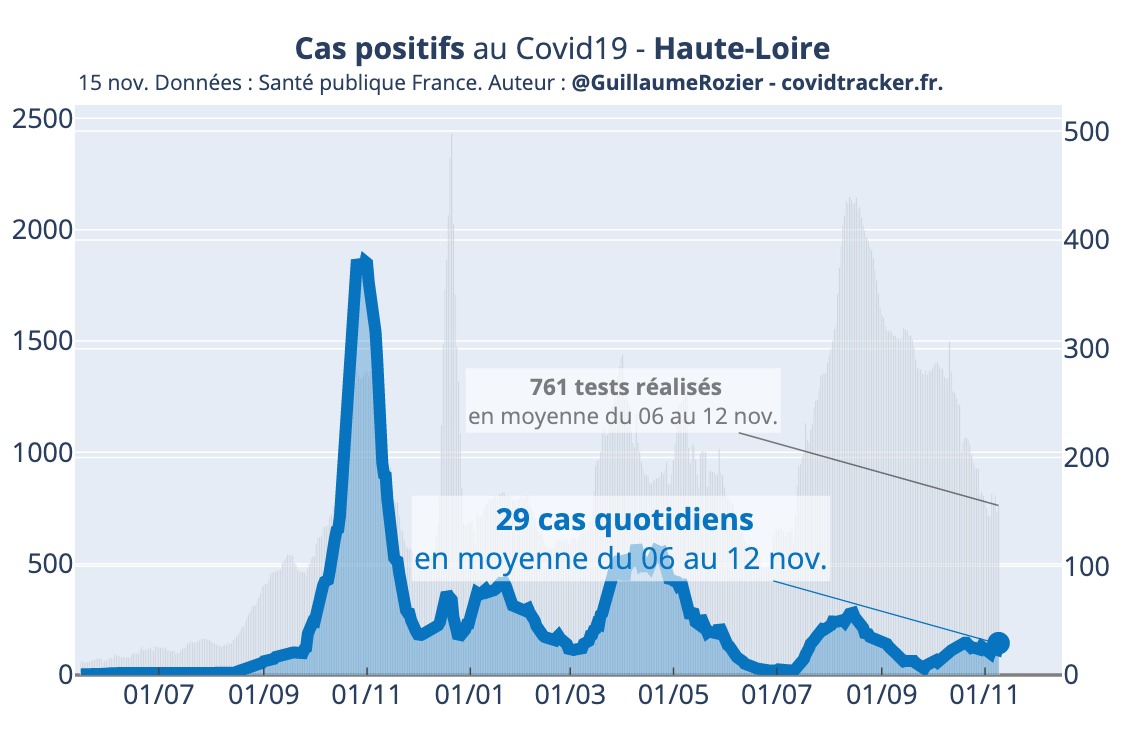 Cas positifs au Covid19 - Haute-Loire
15 nov. Données : Santé publique France. Auteur : @GuillaumeRozier - covidtracker.fr.
2500
2000
1500
1000
500
0
500
400
300
200
100
0
761 tests réalisés
en moyenne du 06 au 12 nov.
29 cas quotidiens
en moyenne du 06 au 12 nov.
01/07 01/09 01/11 01/01 01/03 01/05 01/07 01/09 01/11